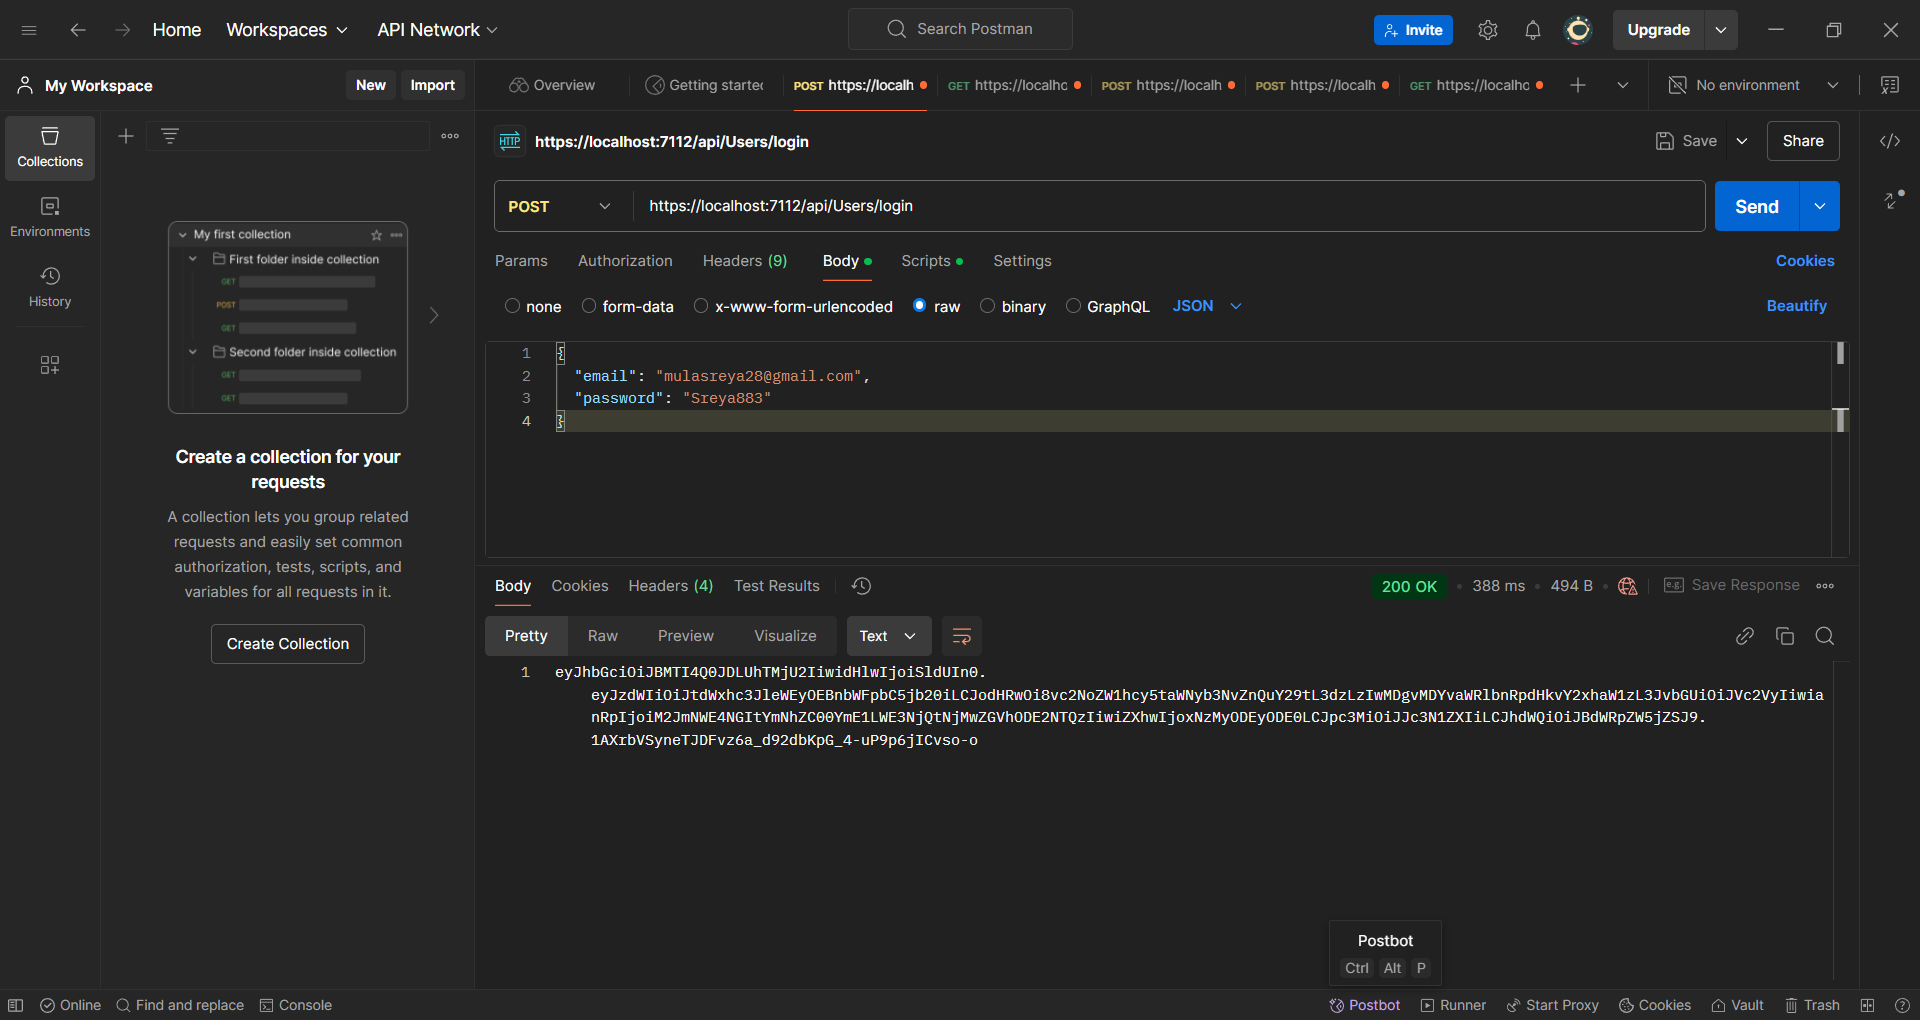 Home Workspaces API Network Search Postman Invite Upgrade
My Workspace New Import Overview Getting started POST https://localh GET https://localhc POST https://localh POST https://localh GET https://localhc No environment
Collections
Environments
History
My first collection
First folder inside collection
GET
POST
GET
Second folder inside collection
GET
GET
Create a collection for your
requests
A collection lets you group related
requests and easily set common
authorization, tests, scripts, and
variables for all requests in it.
Create Collection
HTTP https://localhost:7112/api/Users/login Save Share
POST https://localhost:7112/api/Users/login Send
Params Authorization Headers (9) Body Scripts Settings Cookies
none form-data x-www-form-urlencoded raw binary GraphQL JSON Beautify
1 {
2 "email": "mulasreya28@gmail.com",
3 "password": "Sreya883"
4 }
Body Cookies Headers (4) Test Results 200 OK 388 ms 494 B e.g. Save Response
Pretty Raw Preview Visualize Text
1 eyJhbGciOiJBMTI4Q0JDLUhTMjU2IiwidHlwIjoiSldUIn0.
eyJzdWIiOiJtdWxhc3JleWEyOEBnbWFpbC5jb20iLCJodHRwOi8vc2NoZW1hcy5taWNyb3NvZnQuY29tL3dzLzIwMDgvMDYvaWRlbnRpdHkvY2xhaW1zL3JvbGUiOiJVc2VyIiwia
nRpIjoiM2JmNWE4NGItYmNhZC00YmE1LWE3NjQtNjMwZGVhODE2NTQzIiwiZXhwIjoxNzMyODEyODE0LCJpc3MiOiJJc3N1ZXIiLCJhdWQiOiJBdWRpZW5jZSJ9.
1AXrbVSyneTJDFvz6a_d92dbKpG_4-uP9p6jICvso-o
Postbot
Ctrl Alt P
Online Find and replace Console Postbot Runner Start Proxy Cookies Vault Trash